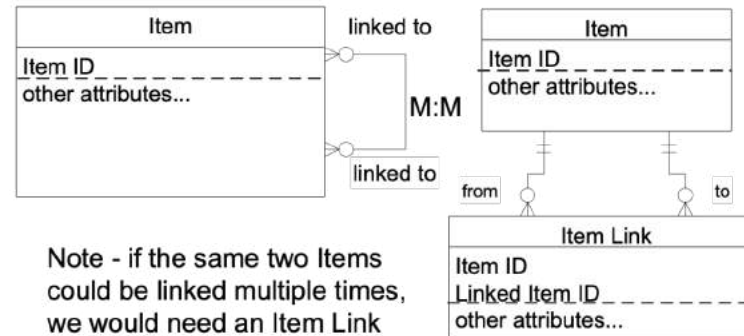 Item
Item ID
other attributes...
linked to
M:M
linked to
Item
Item ID
other attributes...
from
to
Item Link
Item ID
Linked Item ID
other attributes...
Note - if the same two Items
could be linked multiple times,
we would need an Item Link